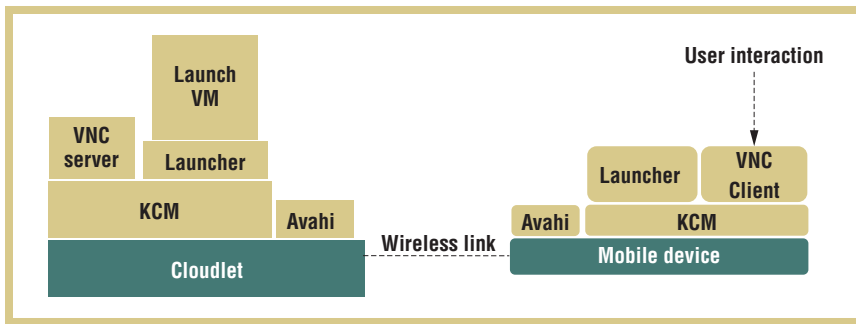 User interaction
Launch
VM
VNC
server
Launcher
VNC
Client
Launcher
KCM
Avahi
Avahi
KCM
Wireless link
Cloudlet
Mobile device